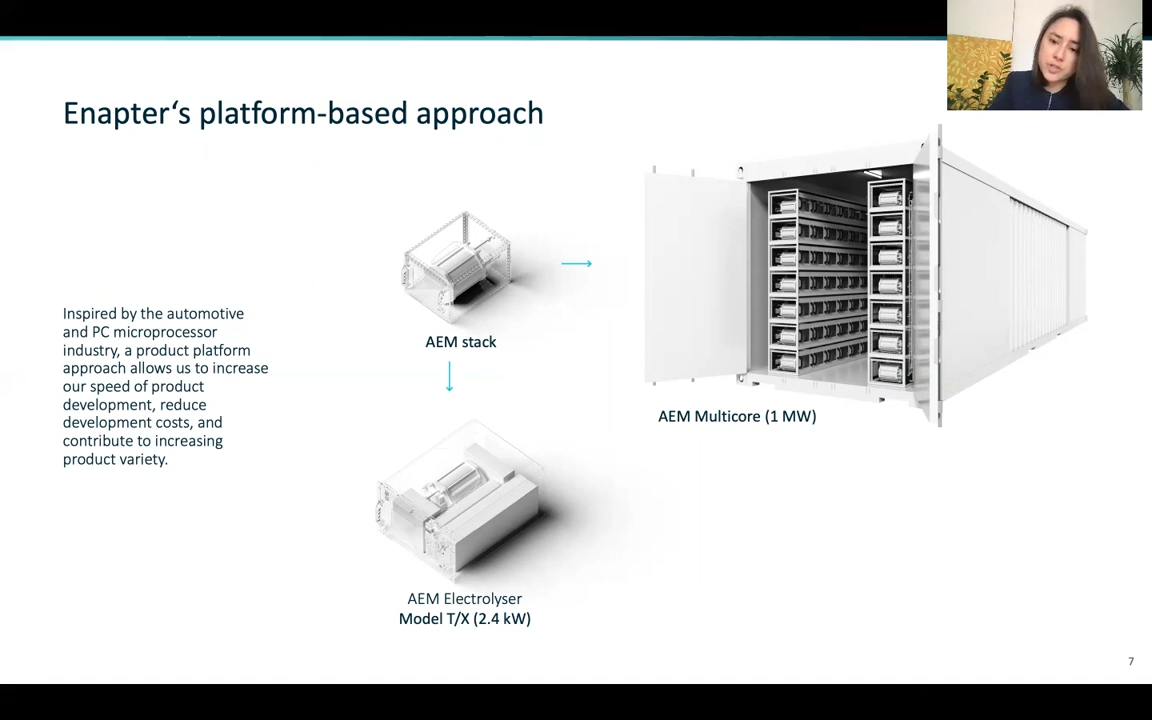 Enapter‘s platform-based approach
Inspired by the automotive
and PC microprocessor
industry, a product platform
approach allows us to increase
our speed of product
development, reduce
development costs, and
contribute to increasing
product variety.
AEM stack
AEM Multicore (1 MW)
AEM Electrolyser
Model T/X (2.4 kW)
7